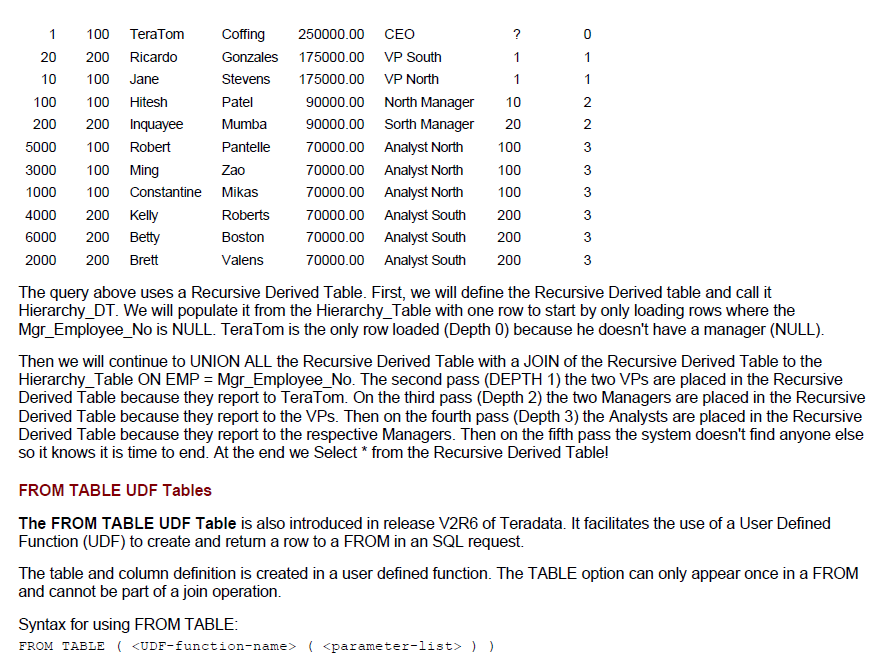 1 100 TeraTom Coffing 250000.00 CEO ? 0
20 200 Ricardo Gonzales 175000.00 VP South 1 1
10 100 Jane Stevens 175000.00 VP North 1 1
100 100 Hitesh Patel 90000.00 North Manager 10 2
200 200 Inquayee Mumba 90000.00 Sorth Manager 20 2
5000 100 Robert Pantelle 70000.00 Analyst North 100 3
3000 100 Ming Zao 70000.00 Analyst North 100 3
1000 100 Constantine Mikas 70000.00 Analyst North 100 3
4000 200 Kelly Roberts 70000.00 Analyst South 200 3
6000 200 Betty Boston 70000.00 Analyst South 200 3
2000 200 Brett Valens 70000.00 Analyst South 200 3
The query above uses a Recursive Derived Table. First, we will define the Recursive Derived table and call it
Hierarchy_DT. We will populate it from the Hierarchy_Table with one row to start by only loading rows where the
Mgr_Employee_No is NULL. TeraTom is the only row loaded (Depth 0) because he doesn't have a manager (NULL).
Then we will continue to UNION ALL the Recursive Derived Table with a JOIN of the Recursive Derived Table to the
Hierarchy_Table ON EMP = Mgr_Employee_No. The second pass (DEPTH 1) the two VPs are placed in the Recursive
Derived Table because they report to TeraTom. On the third pass (Depth 2) the two Managers are placed in the Recursive
Derived Table because they report to the VPs. Then on the fourth pass (Depth 3) the Analysts are placed in the Recursive
Derived Table because they report to the respective Managers. Then on the fifth pass the system doesn't find anyone else
so it knows it is time to end. At the end we Select * from the Recursive Derived Table!
FROM TABLE UDF Tables
The FROM TABLE UDF Table is also introduced in release V2R6 of Teradata. It facilitates the use of a User Defined
Function (UDF) to create and return a row to a FROM in an SQL request.
The table and column definition is created in a user defined function. The TABLE option can only appear once in a FROM
and cannot be part of a join operation.
Syntax for using FROM TABLE:
FROM TABLE ( <UDF-function-name> ( <parameter-list> ) )